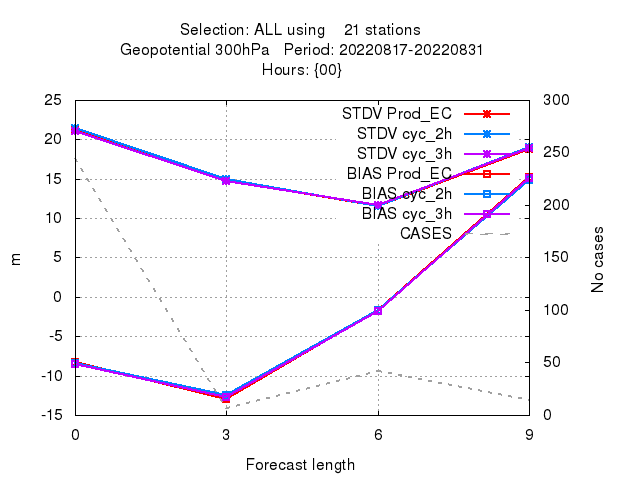 Selection: ALL using 21 stations
Geopotential 300hPa Period: 20220817-20220831
Hours: {00}
25
20
15
10
5
0
-5
-10
-15
m
300
250
200
150
100
50
0
No cases
STDV Prod_EC
STDV cyc_2h
STDV cyc_3h
BIAS Prod_EC
BIAS cyc_2h
BIAS cyc_3h
CASES
0 3 6 9
Forecast length